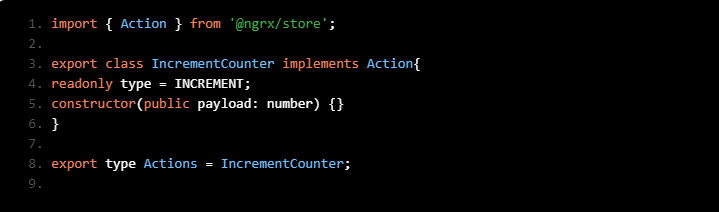 1. import { Action } from '@ngrx/store';
2.
3. export class IncrementCounter implements Action{
4. readonly type = INCREMENT;
5. constructor(public payload: number) {}
6. }
7.
8. export type Actions = IncrementCounter;
9.